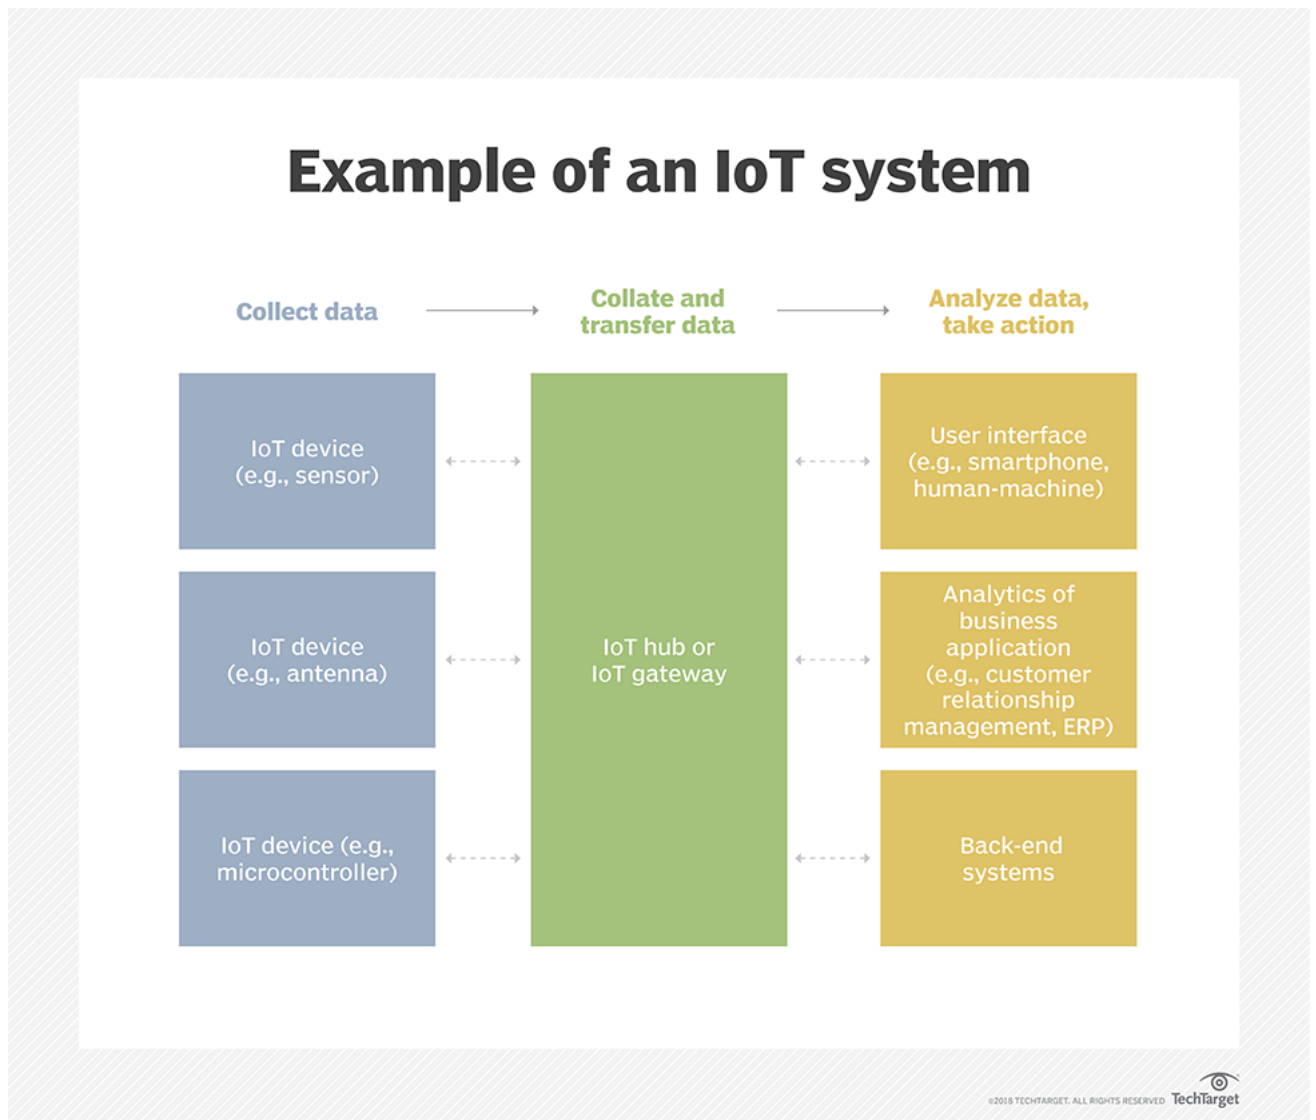 Example of an IoT system
Collect data
Collate and
transfer data
Analyze data,
take action
IoT device
(e.g., sensor)
IoT device
(e.g., antenna)
IoT device (e.g.,
microcontroller)
IoT hub or
IoT gateway
User interface
(e.g., smartphone,
human-machine)
Analytics of
business
application
(e.g., customer
relationship
management, ERP)
Back-end
systems
©2018 TECHTARGET. ALL RIGHTS RESERVED
TechTarget